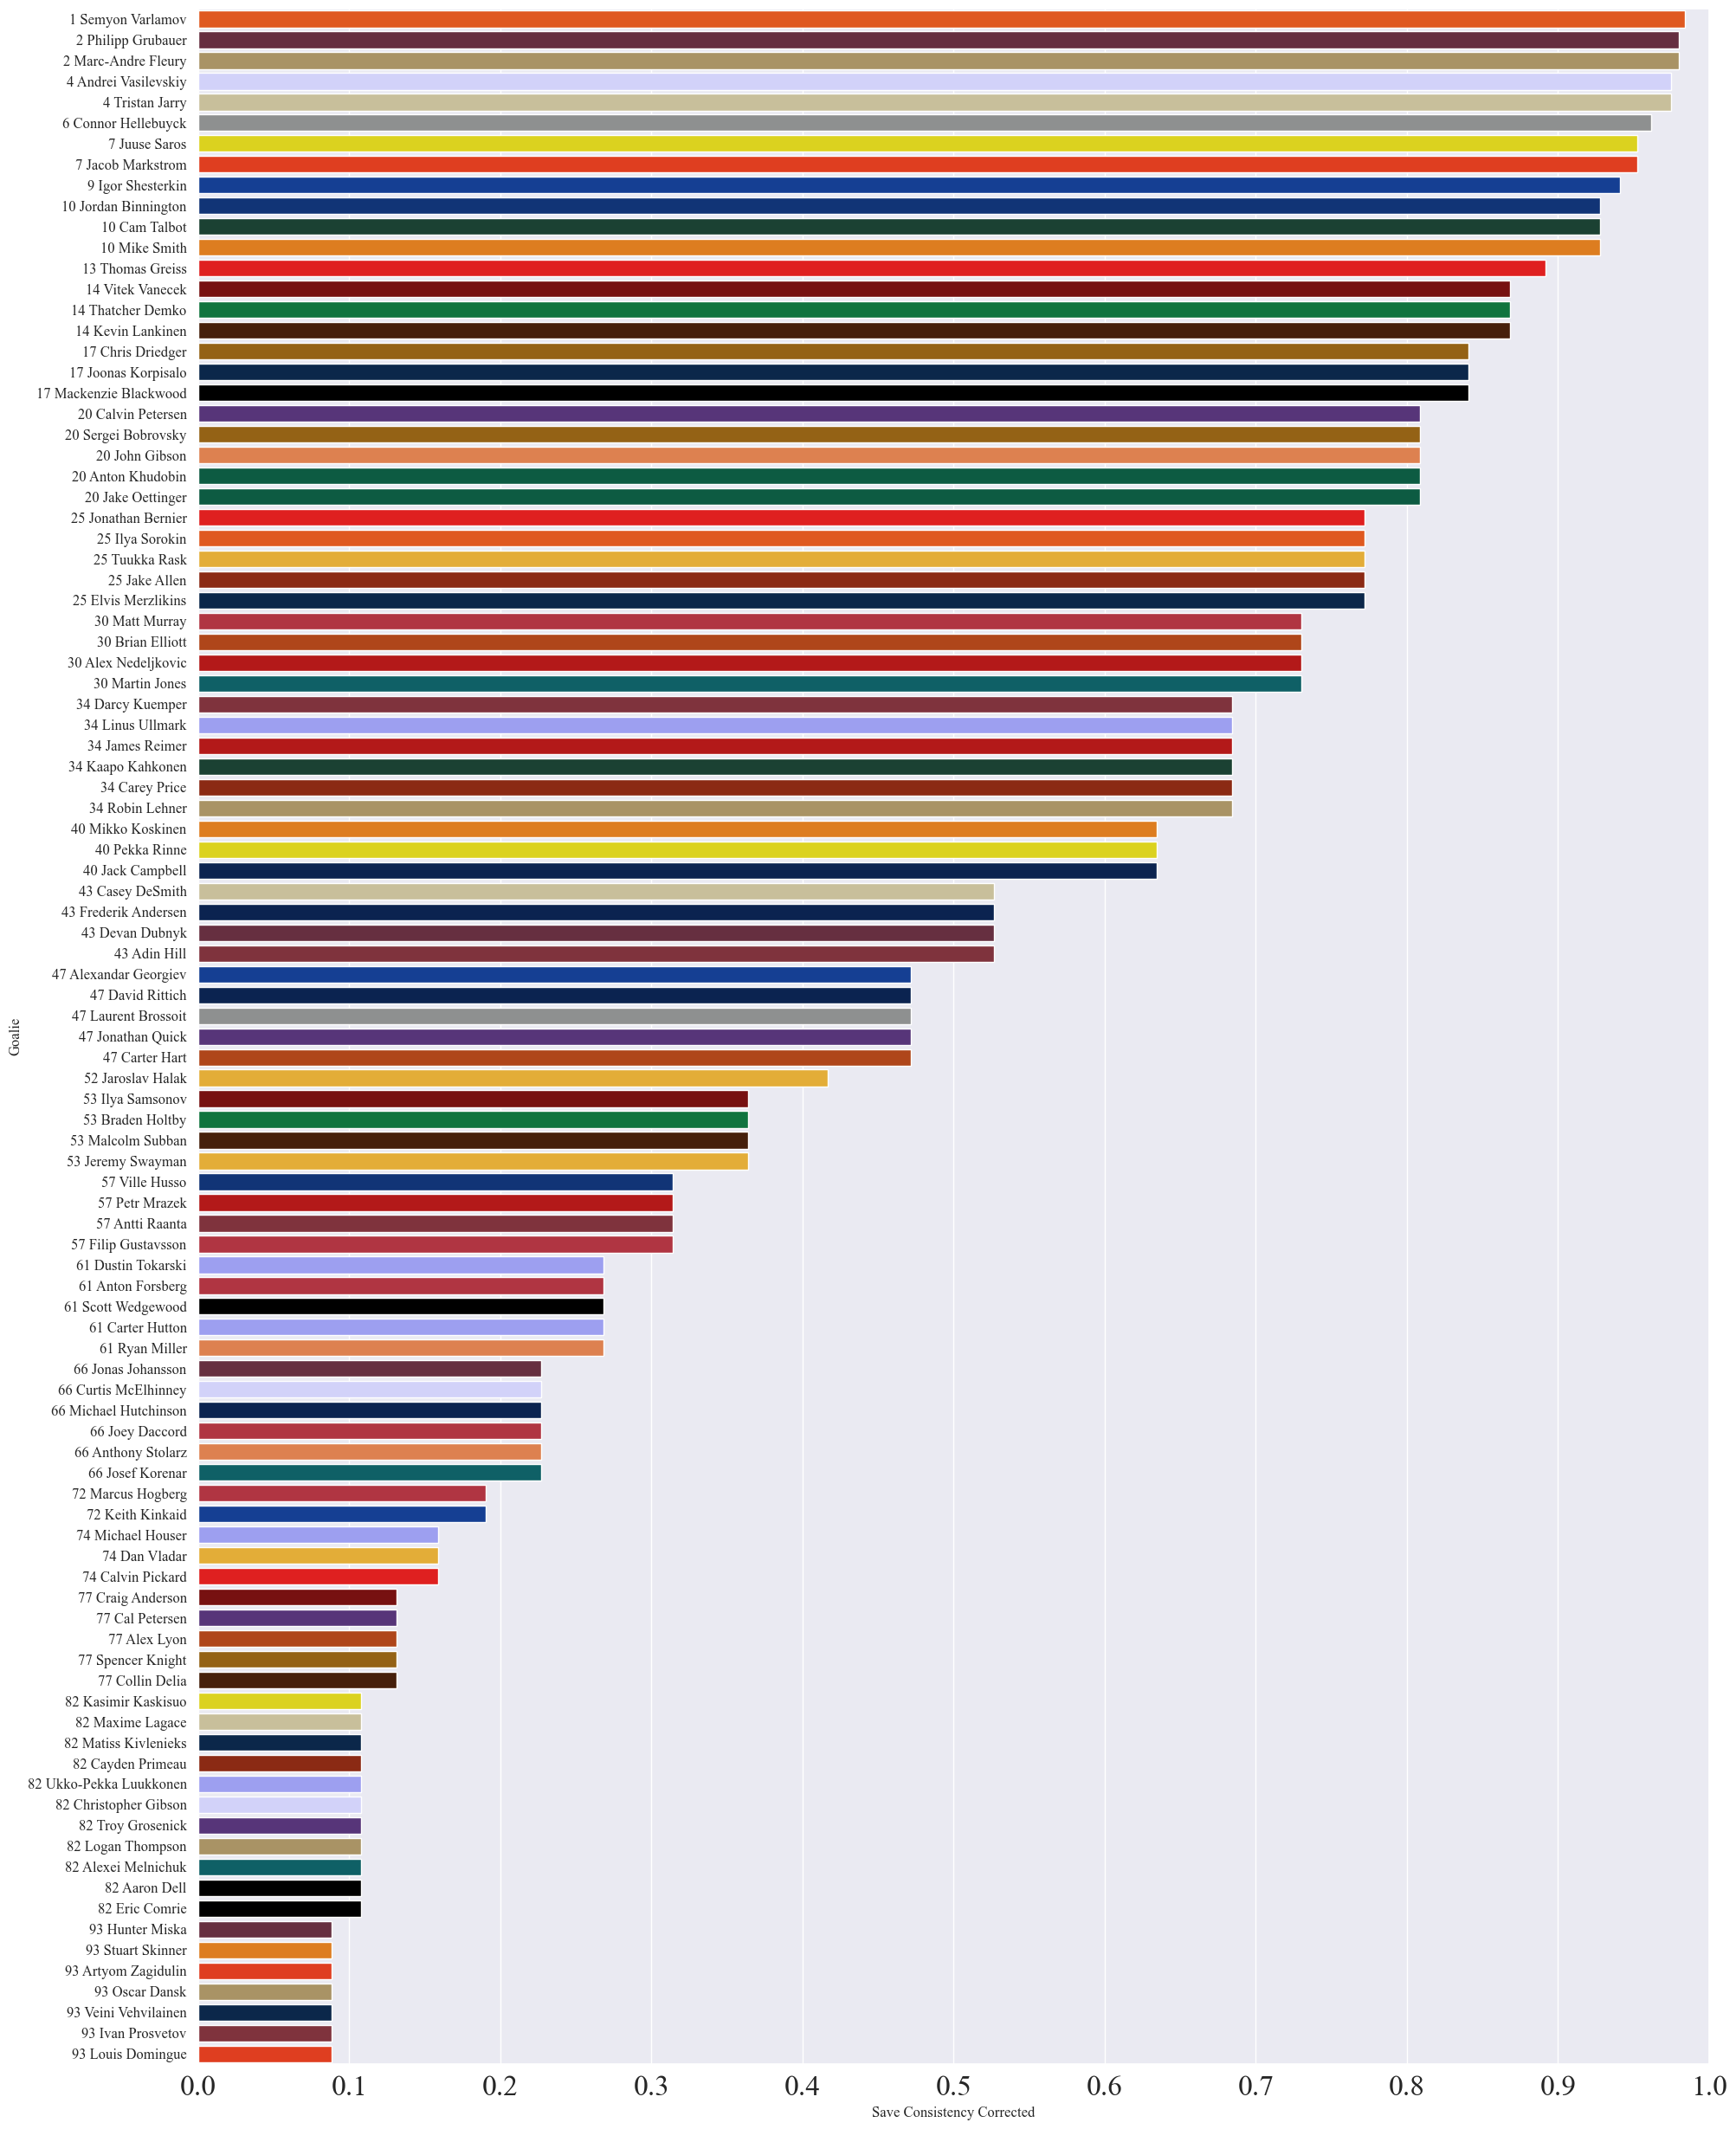 1 Semyon Varlamov
2 Philipp Grubauer
2 Marc-Andre Fleury
4 Andrei Vasilevskiy
4 Tristan Jarry
6 Connor Hellebuyck
7 Juuse Saros
7 Jacob Markstrom
9 Igor Shesterkin
10 Jordan Binnington
10 Cam Talbot
10 Mike Smith
13 Thomas Greiss
14 Vitek Vanecek
14 Thatcher Demko
14 Kevin Lankinen
17 Chris Driedger
17 Joonas Korpisalo
17 Mackenzie Blackwood
20 Calvin Petersen
20 Sergei Bobrovsky
20 John Gibson
20 Anton Khudobin
20 Jake Oettinger
25 Jonathan Bernier
25 Ilya Sorokin
25 Tuukka Rask
25 Jake Allen
25 Elvis Merzlikins
30 Matt Murray
30 Brian Elliott
30 Alex Nedeljkovic
30 Martin Jones
34 Darcy Kuemper
34 Linus Ullmark
34 James Reimer
34 Kaapo Kahkonen
34 Carey Price
34 Robin Lehner
40 Mikko Koskinen
40 Pekka Rinne
40 Jack Campbell
43 Casey DeSmith
43 Frederik Andersen
43 Devan Dubnyk
43 Adin Hill
47 Alexandar Georgiev
47 David Rittich
47 Laurent Brossoit
47 Jonathan Quick
47 Carter Hart
52 Jaroslav Halak
53 Ilya Samsonov
53 Braden Holtby
53 Malcolm Subban
53 Jeremy Swayman
57 Ville Husso
57 Petr Mrazek
57 Antti Raanta
57 Filip Gustavsson
61 Dustin Tokarski
61 Anton Forsberg
61 Scott Wedgewood
61 Carter Hutton
61 Ryan Miller
66 Jonas Johansson
66 Curtis McElhinney
66 Michael Hutchinson
66 Joey Daccord
66 Anthony Stolarz
66 Josef Korenar
72 Marcus Hogberg
72 Keith Kinkaid
74 Michael Houser
74 Dan Vladar
74 Calvin Pickard
77 Craig Anderson
77 Cal Petersen
77 Alex Lyon
77 Spencer Knight
77 Collin Delia
82 Kasimir Kaskisuo
82 Maxime Lagace
82 Matiss Kivlenieks
82 Cayden Primeau
82 Ukko-Pekka Luukkonen
82 Christopher Gibson
82 Troy Grosenick
82 Logan Thompson
82 Alexei Melnichuk
82 Aaron Dell
82 Eric Comrie
93 Hunter Miska
93 Stuart Skinner
93 Artyom Zagidulin
93 Oscar Dansk
93 Veini Vehvilainen
93 Ivan Prosvetov
93 Louis Domingue
Goalie
0.0 0.1 0.2 0.3 0.4 0.5 0.6 0.7 0.8 0.9 1.0
Save Consistency Corrected